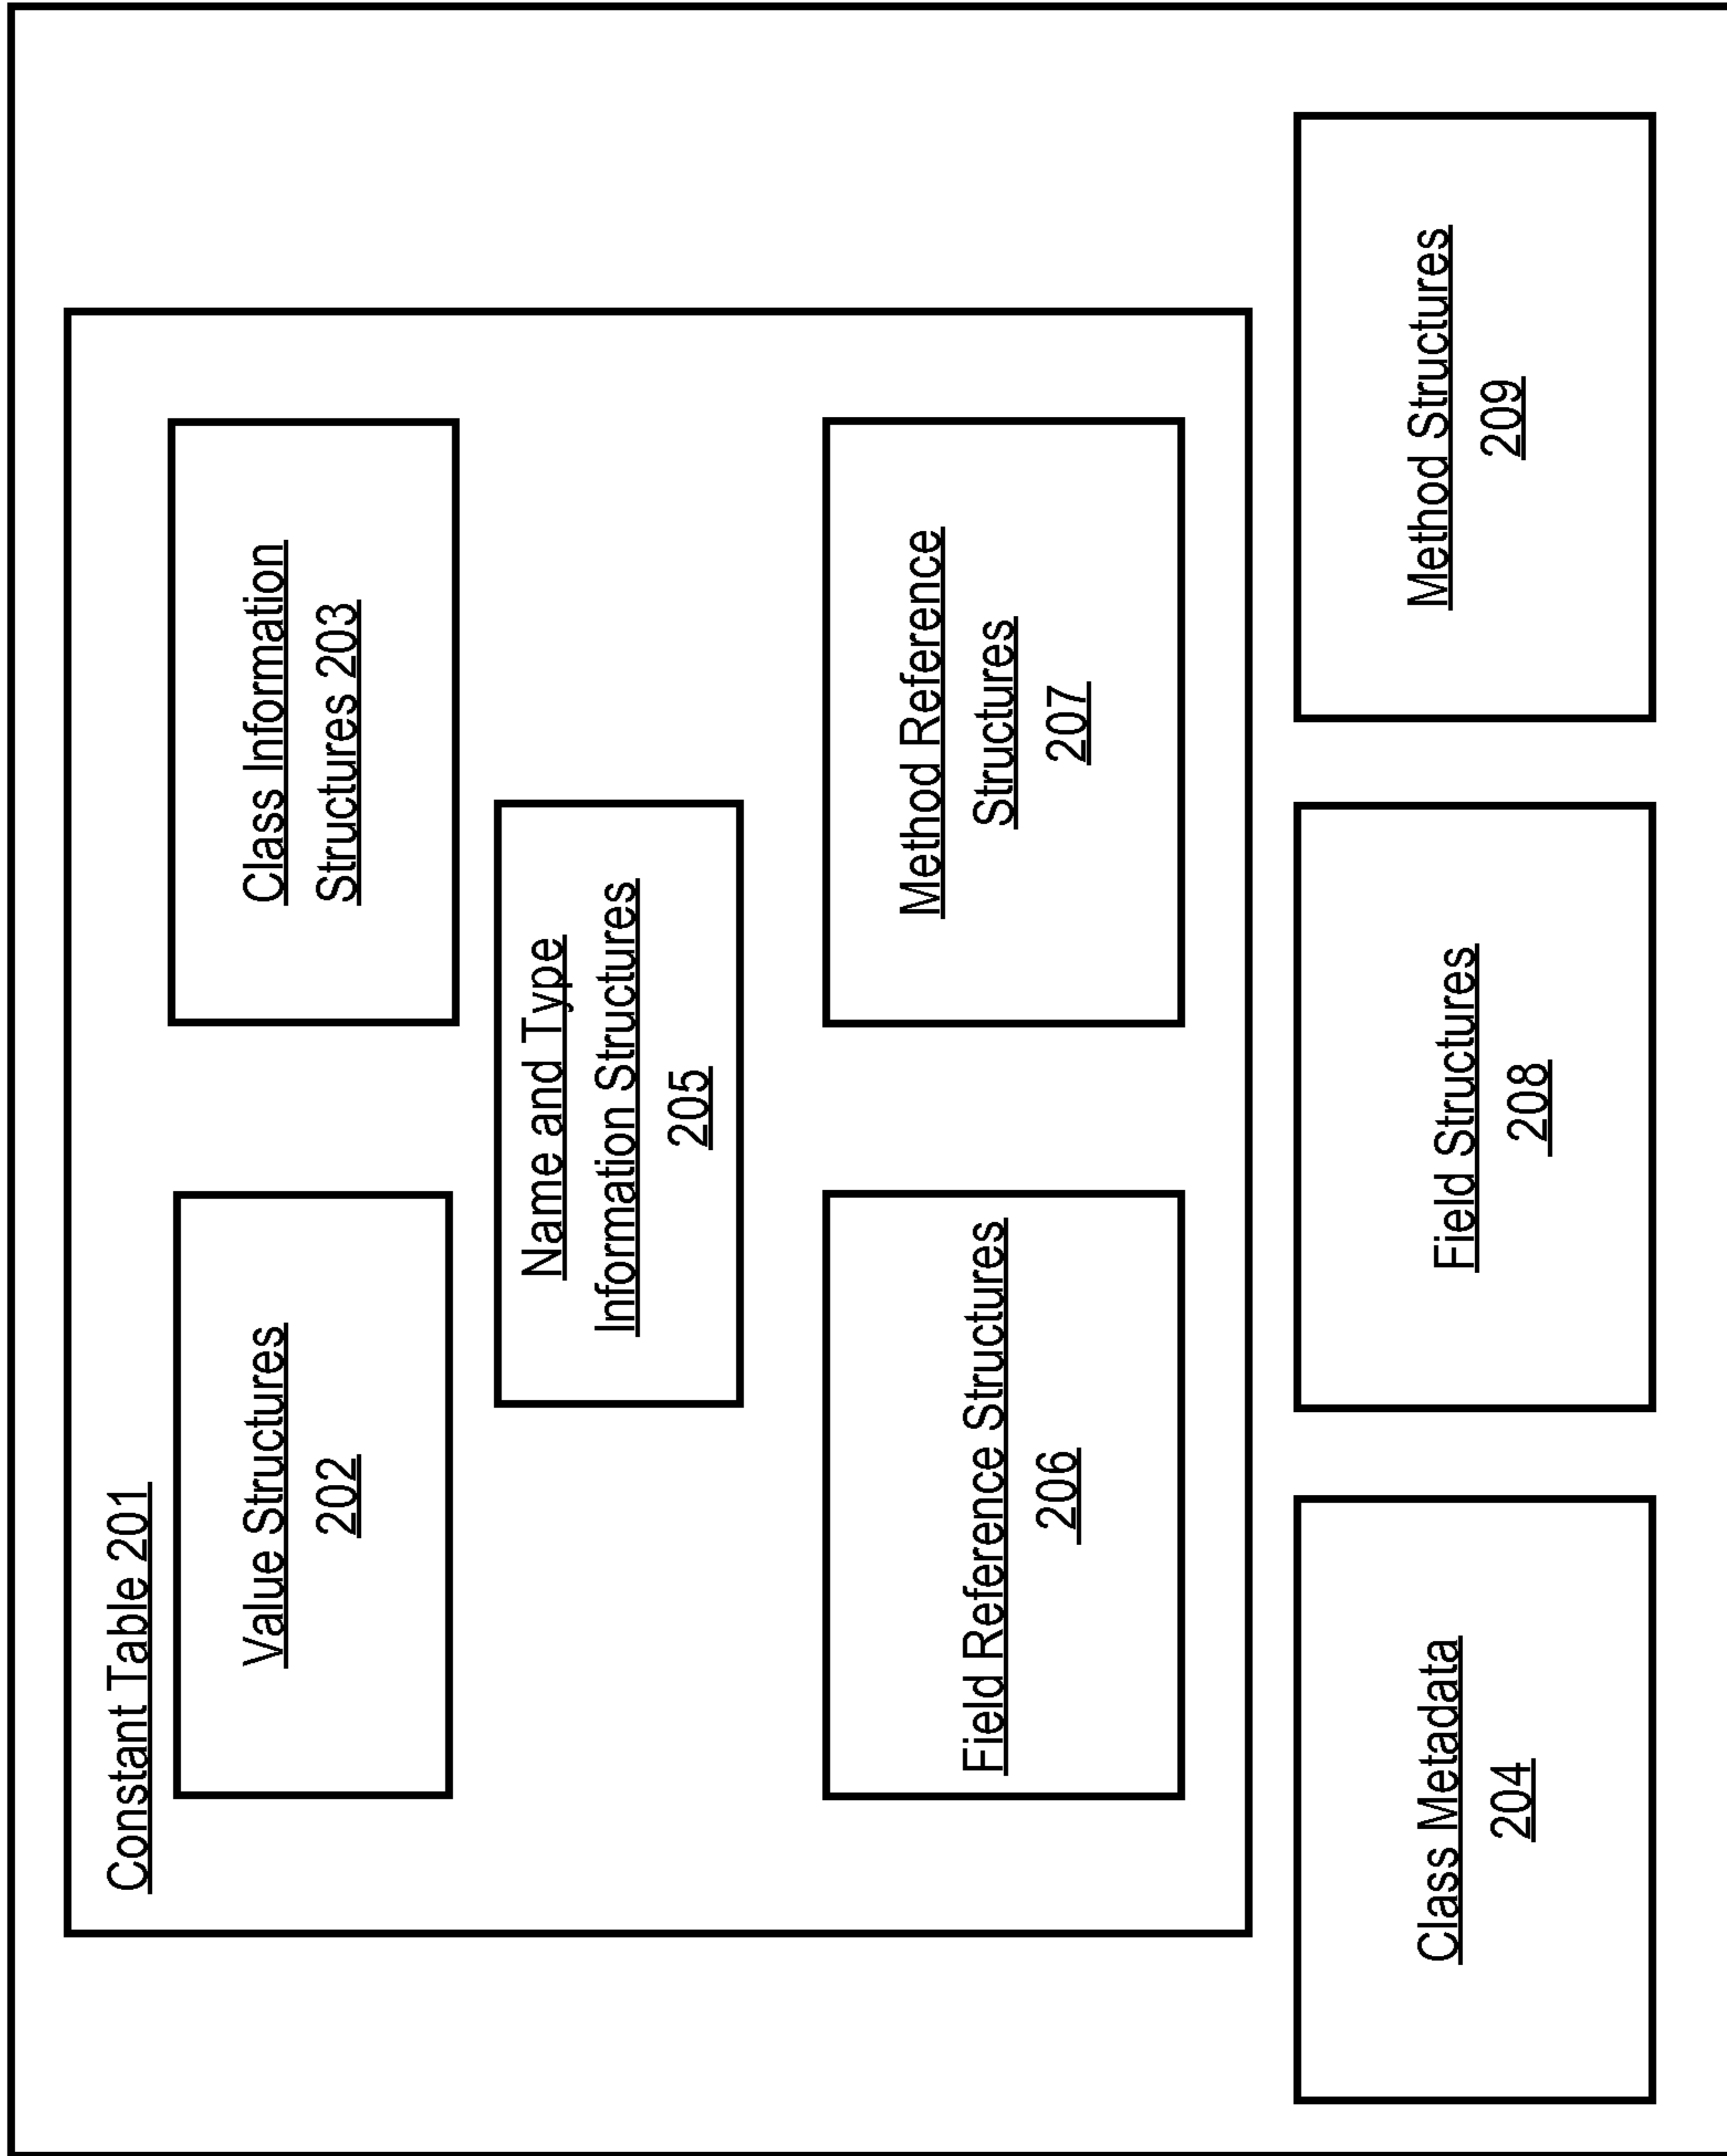 Constant Table 201
Value Structures
202
Class Information
Structures 203
Name and Type
Information Structures
205
Field Reference Structures
206
Method Reference
Structures
207
Class Metadata
204
Field Structures
208
Method Structures
209